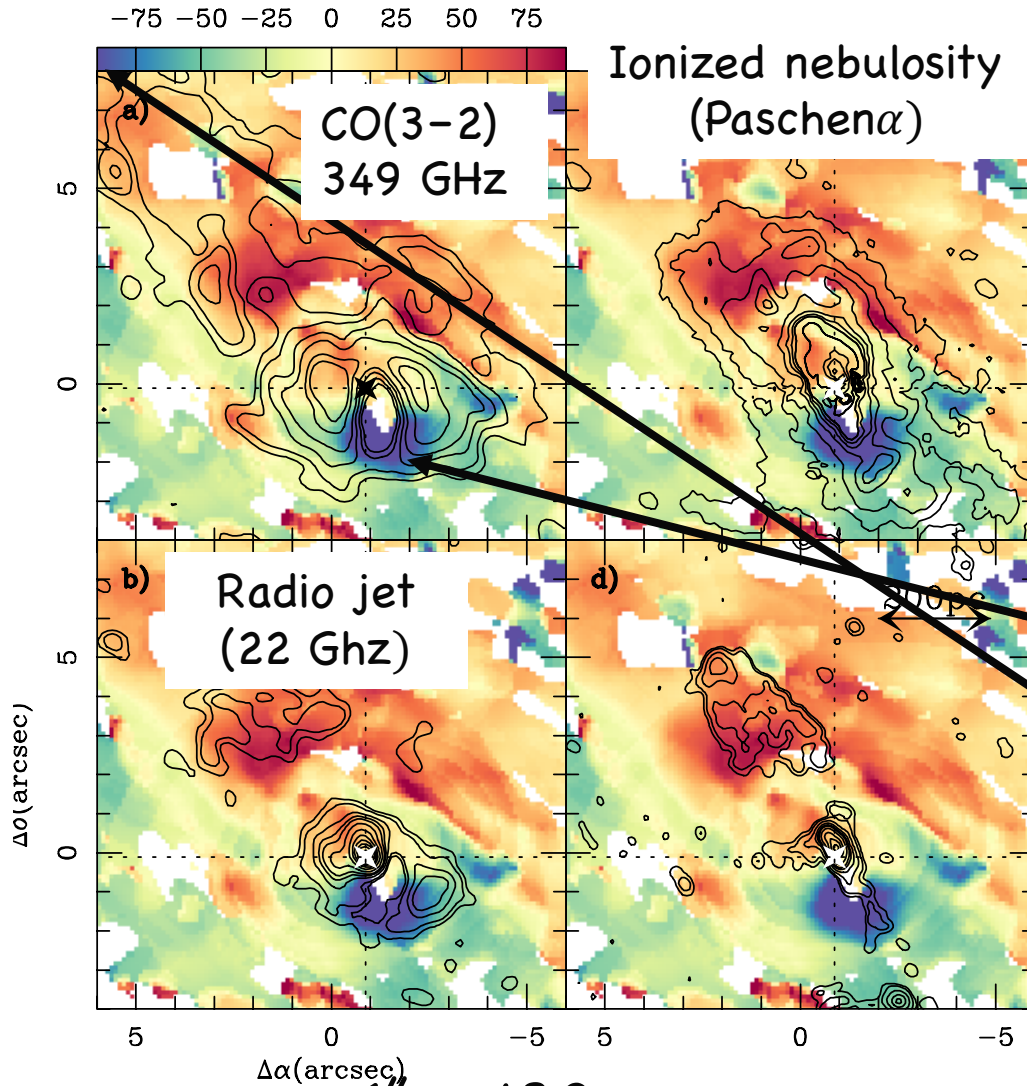 −75 −50 −25 0 25 50 75
Ionized nebulosity
(Paschenα)
a)
CO(3−2)
349 GHz
5
0
b)
Radio jet
(22 Ghz)
d)
200pc
5
0
Δδ(arcsec)
5 0 −5 5 0 −5
Δα(arcsec)